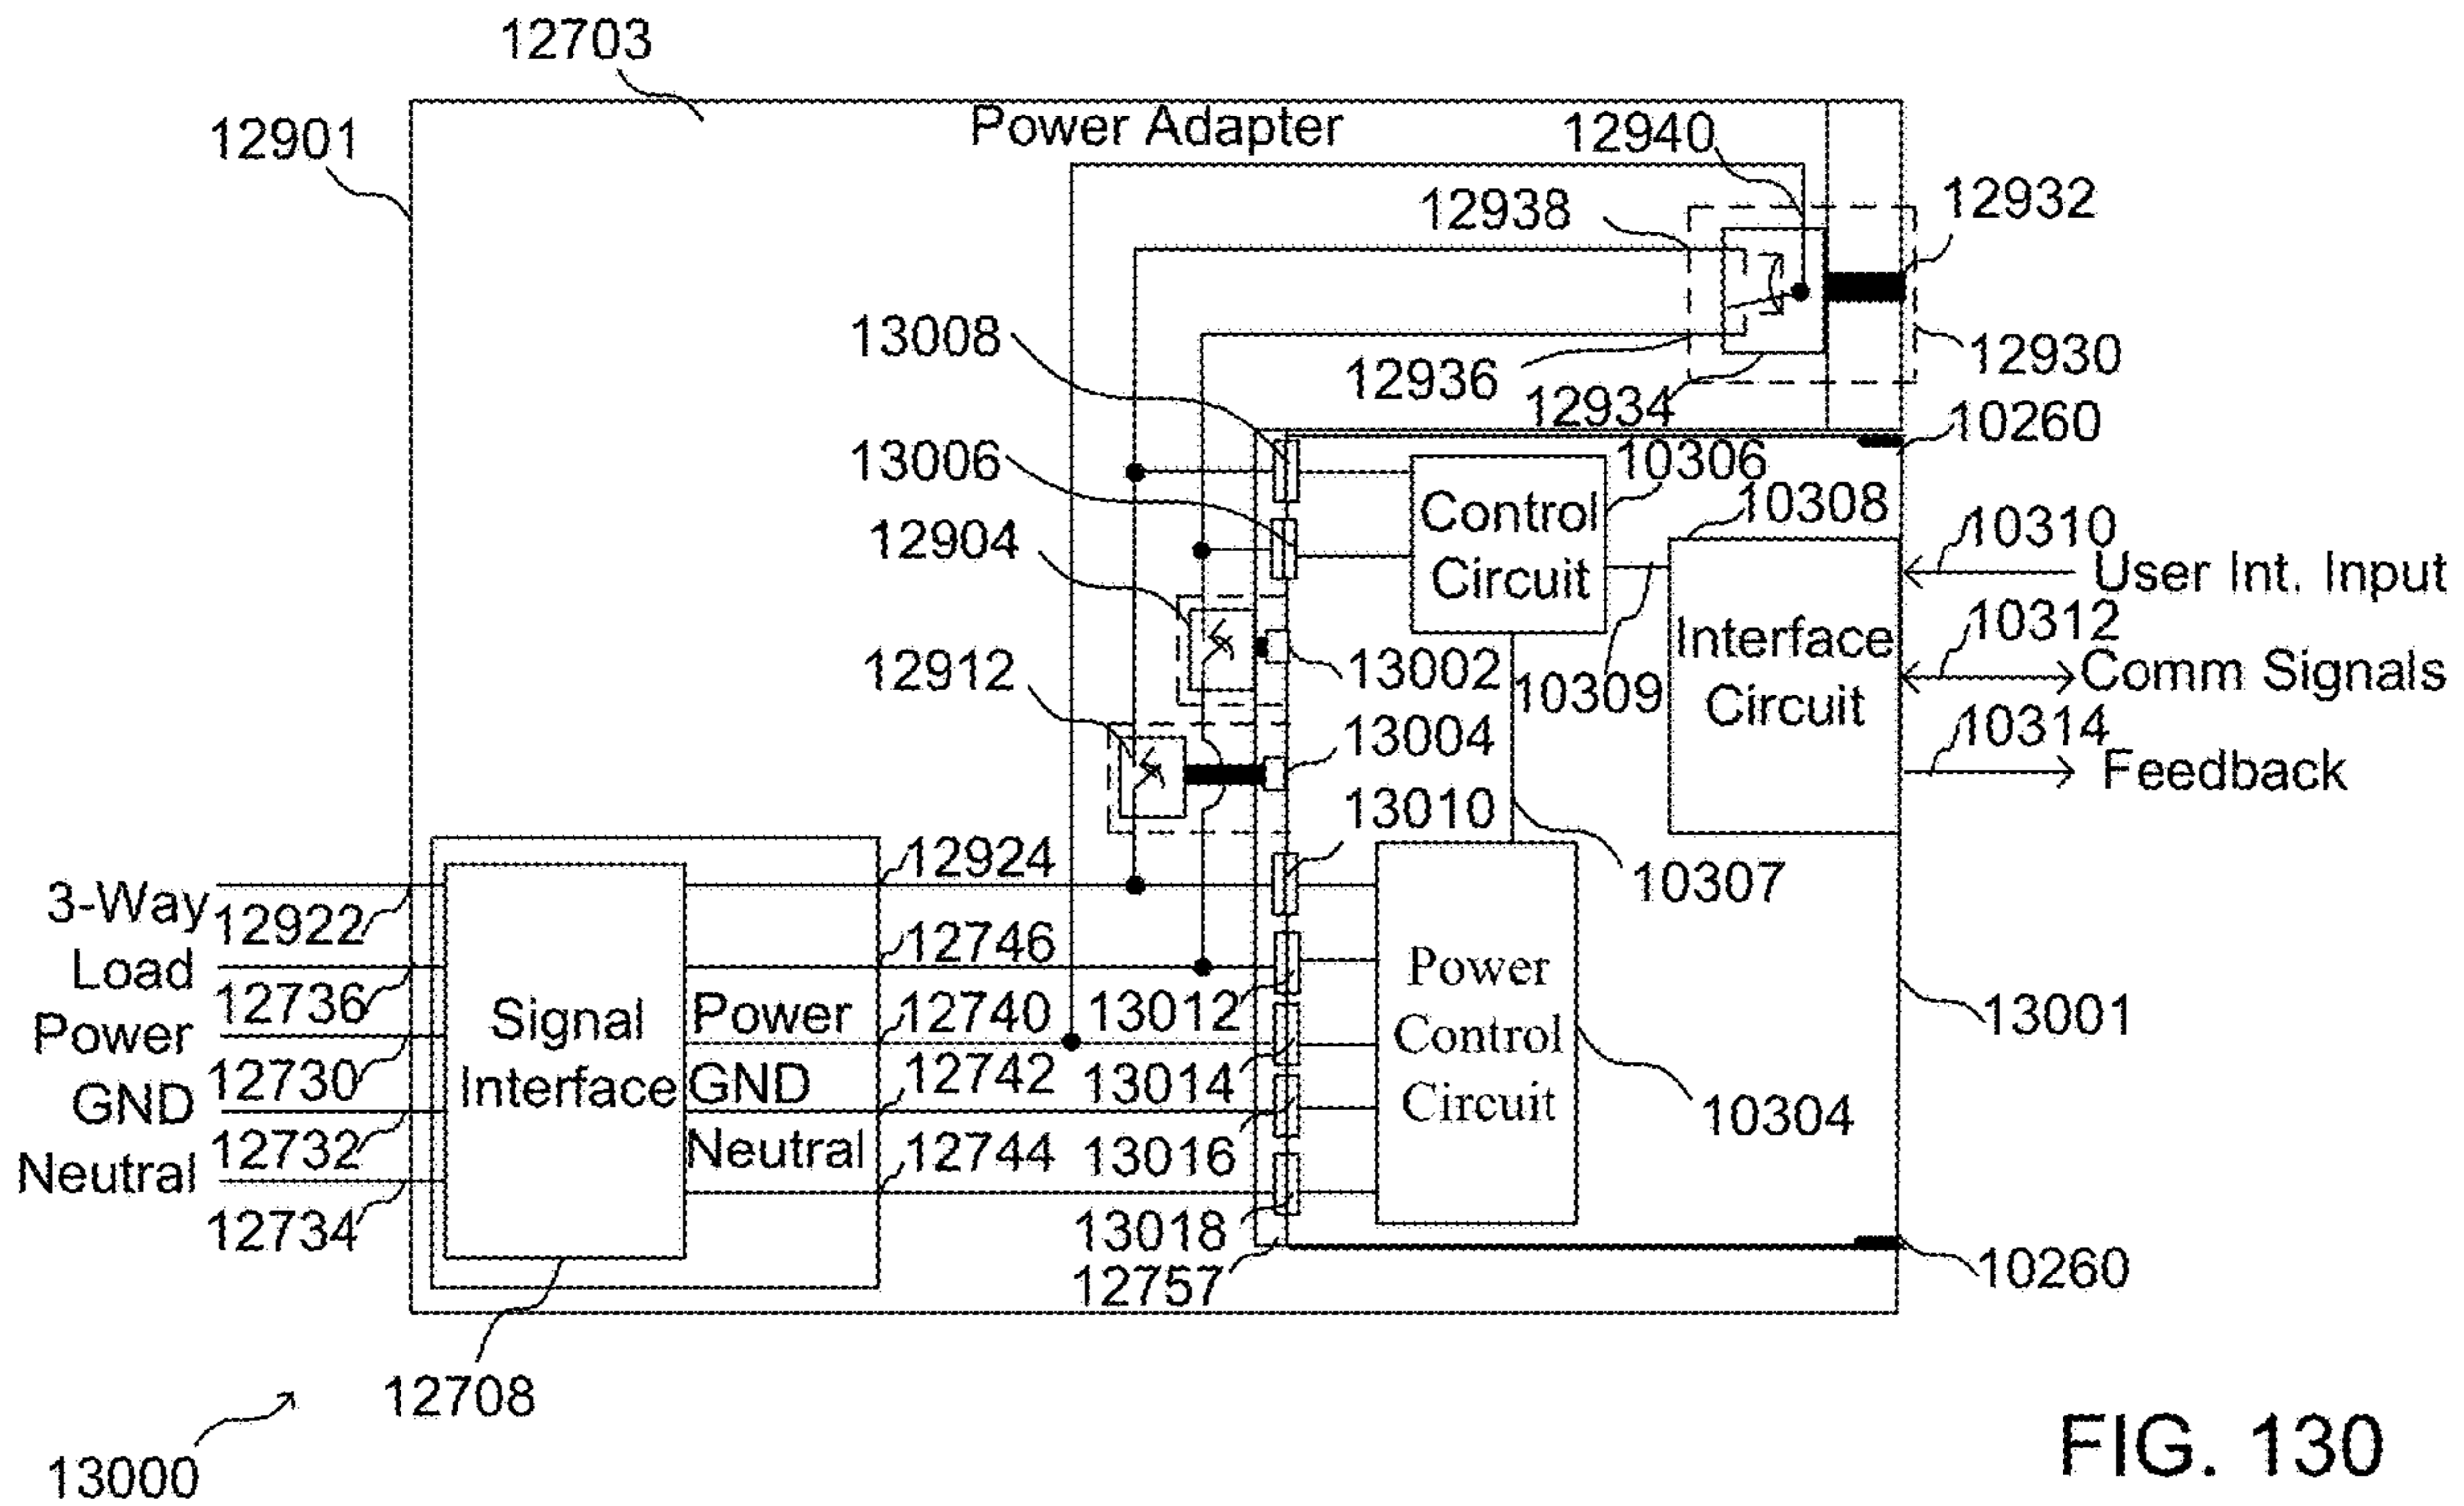 12703
Power Adapter
12940
12901
12938
12932
13008
12936
12930
12934
10260
13006
10306
10308
Control
Circuit
12904
10310
User Int. Input
10312
Interface
Circuit
12912
13002
10309
Comm Signals
13004
10314
Feedback
13010
12924
10307
3-Way
12922
12746
Load
12736
Signal
Interface
Power
12740
13012
Power
Control
Circuit
13001
Power
12730
GND
12742
13014
10304
GND
12732
Neutral
12744
13016
Neutral
12734
13018
12757
10260
12708
13000
FIG. 130